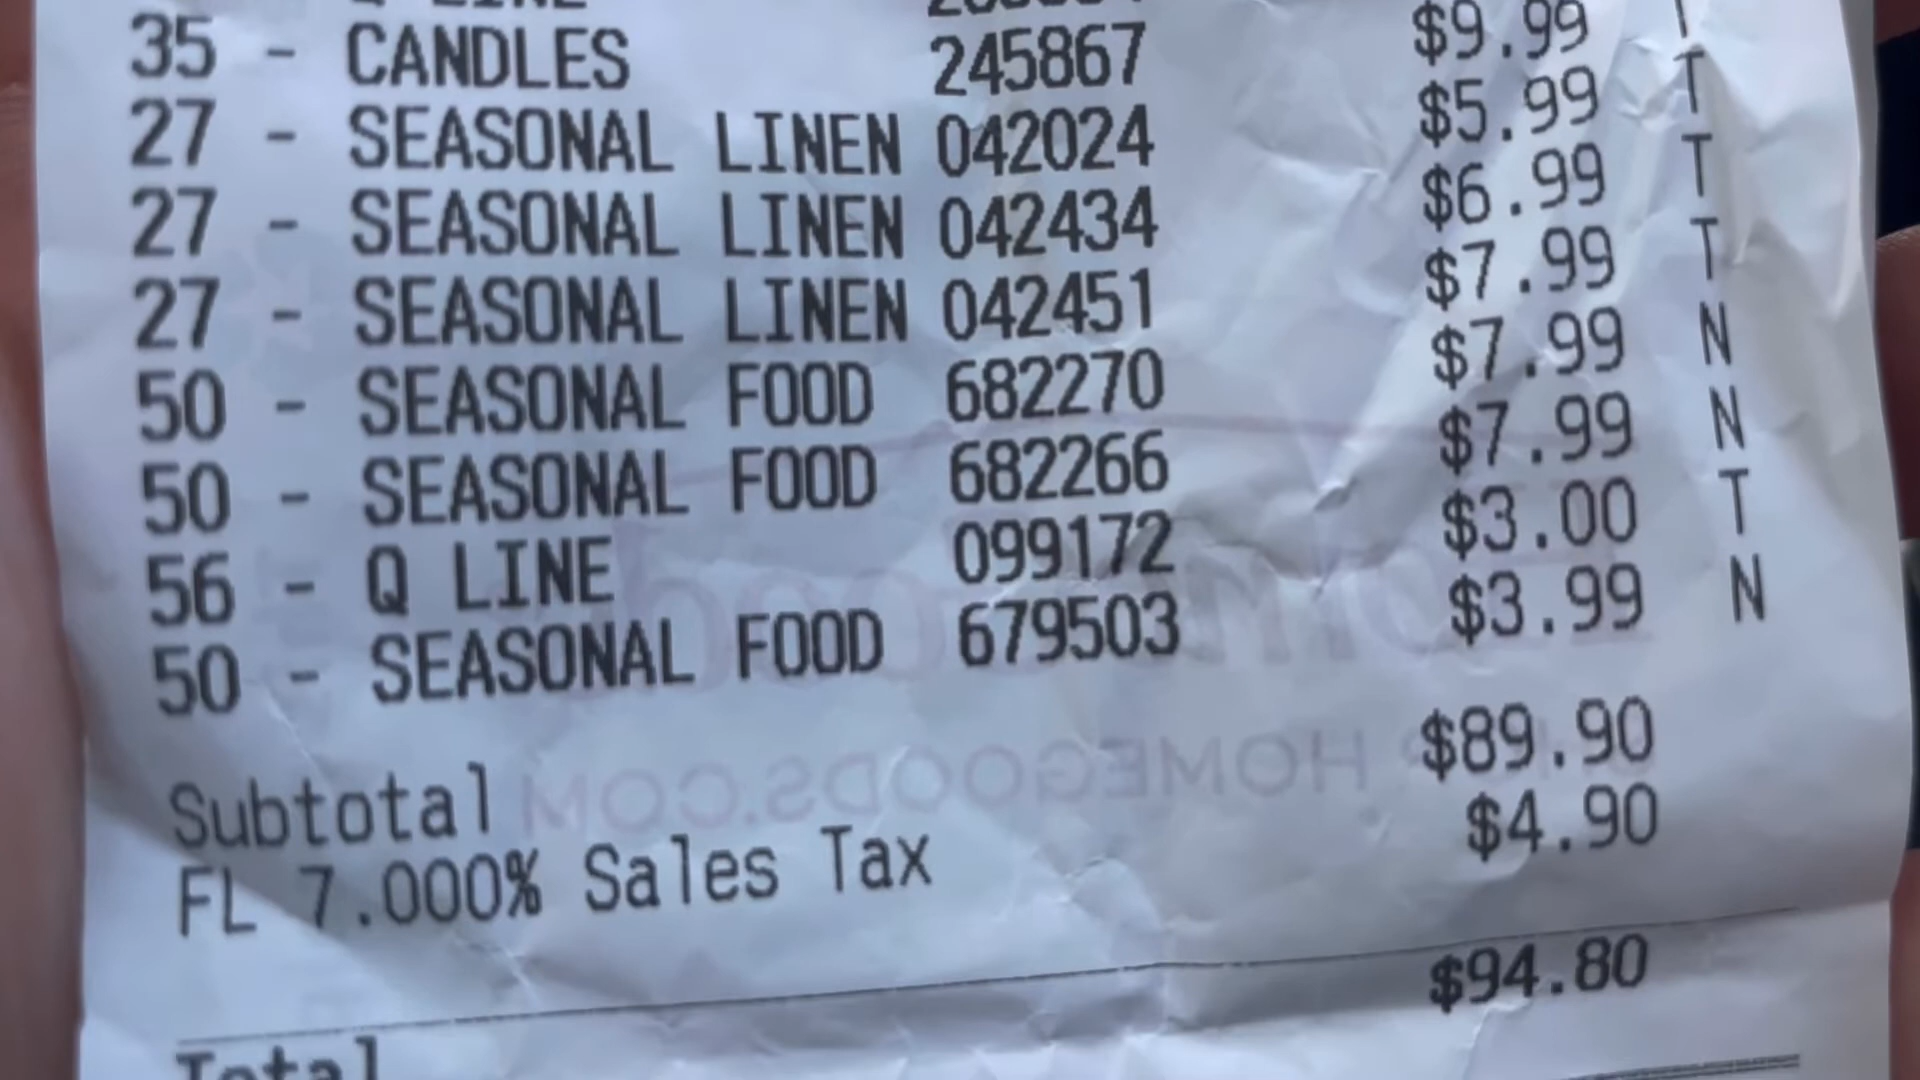 Q LINE
35 - CANDLES 245867 $9.99 T
27 - SEASONAL LINEN 042024 $5.99 T
27 - SEASONAL LINEN 042434 $6.99 T
27 - SEASONAL LINEN 042451 $7.99 T
50 - SEASONAL FOOD 682270 $7.99 N
50 - SEASONAL FOOD 682266 $7.99 N
56 - Q LINE 099172 $3.00 T
50 - SEASONAL FOOD 679503 $3.99 N
HOMEGOODS.COM
Subtotal $89.90
FL 7.000% Sales Tax $4.90
Total $94.80